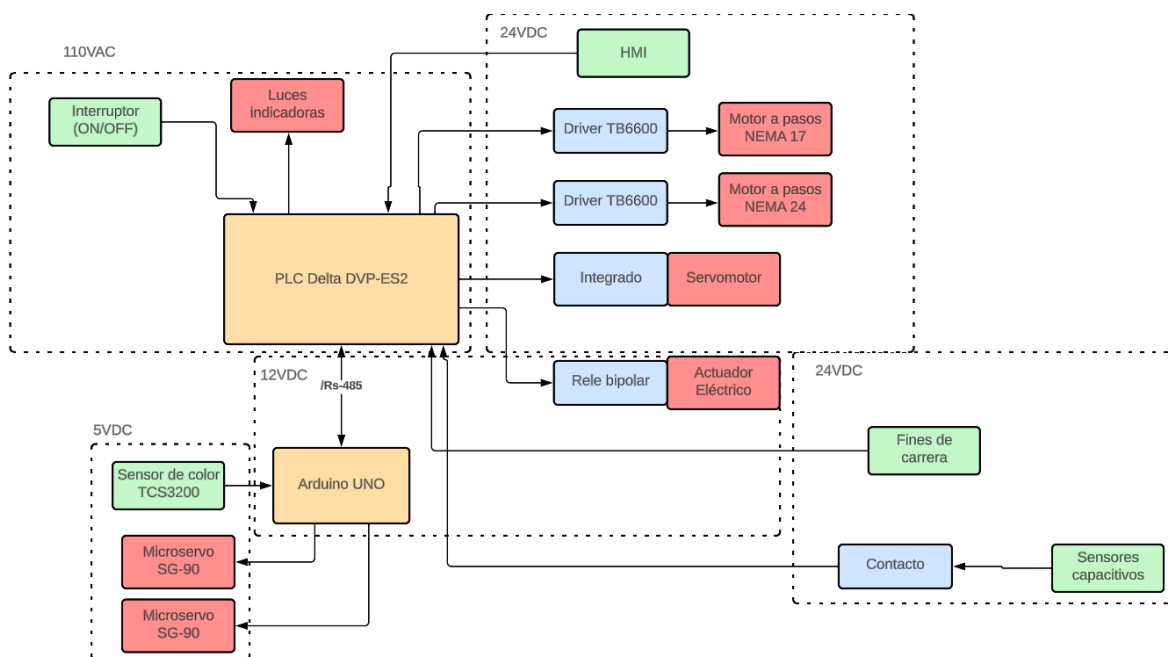 24VDC
110VAC
HMI
Interruptor
(ON/OFF)
Luces
indicadoras
Driver TB6600
Motor a pasos
NEMA 17
Driver TB6600
Motor a pasos
NEMA 24
PLC Delta DVP-ES2
Integrado
Servomotor
12VDC
/Rs-485
Rele bipolar
Actuador
Eléctrico
24VDC
5VDC
Fines de
carrera
Sensor de color
TCS3200
Arduino UNO
Microservo
SG-90
Contacto
Sensores
capacitivos
Microservo
SG-90